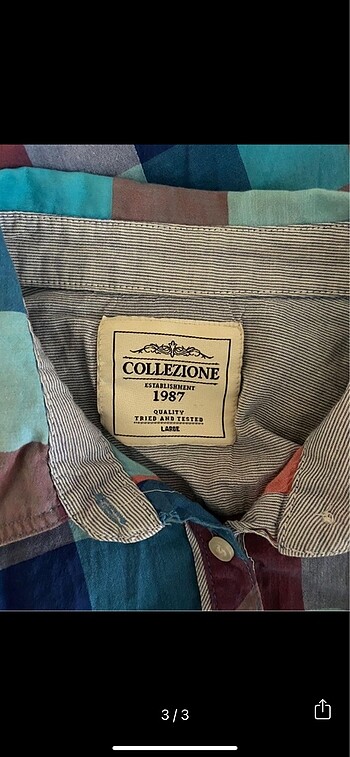 COLLEZIONE
ESTABLISHMENT
1987
QUALITY
TRIED AND TESTED
LARGE
3/3